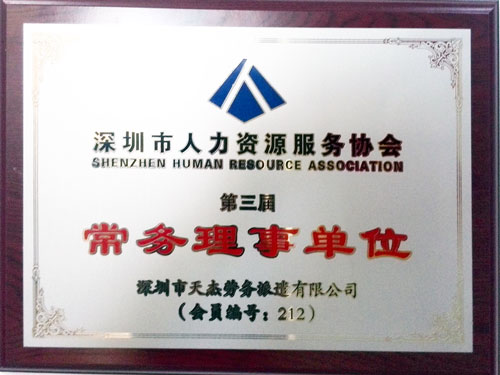 深圳市人力资源服务协会
SHENZHEN HUMAN RESOURCE ASSOCIATION
第三届
常务理事单位
深圳市天杰劳务派遣有限公司
（会员编号：212）